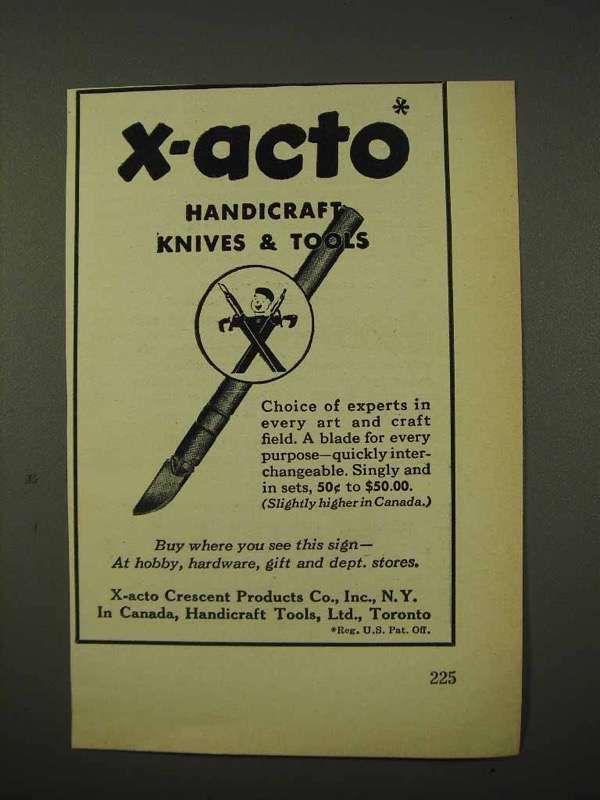 x-acto*
HANDICRAFT
KNIVES & TOOLS
Choice of experts in
every art and craft
field. A blade for every
purpose—quickly inter-
changeable. Singly and
in sets, 50¢ to $50.00.
(Slightly higher in Canada.)
Buy where you see this sign—
At hobby, hardware, gift and dept. stores.
X-acto Crescent Products Co., Inc., N. Y.
In Canada, Handicraft Tools, Ltd., Toronto
*Reg. U.S. Pat. Off.
225